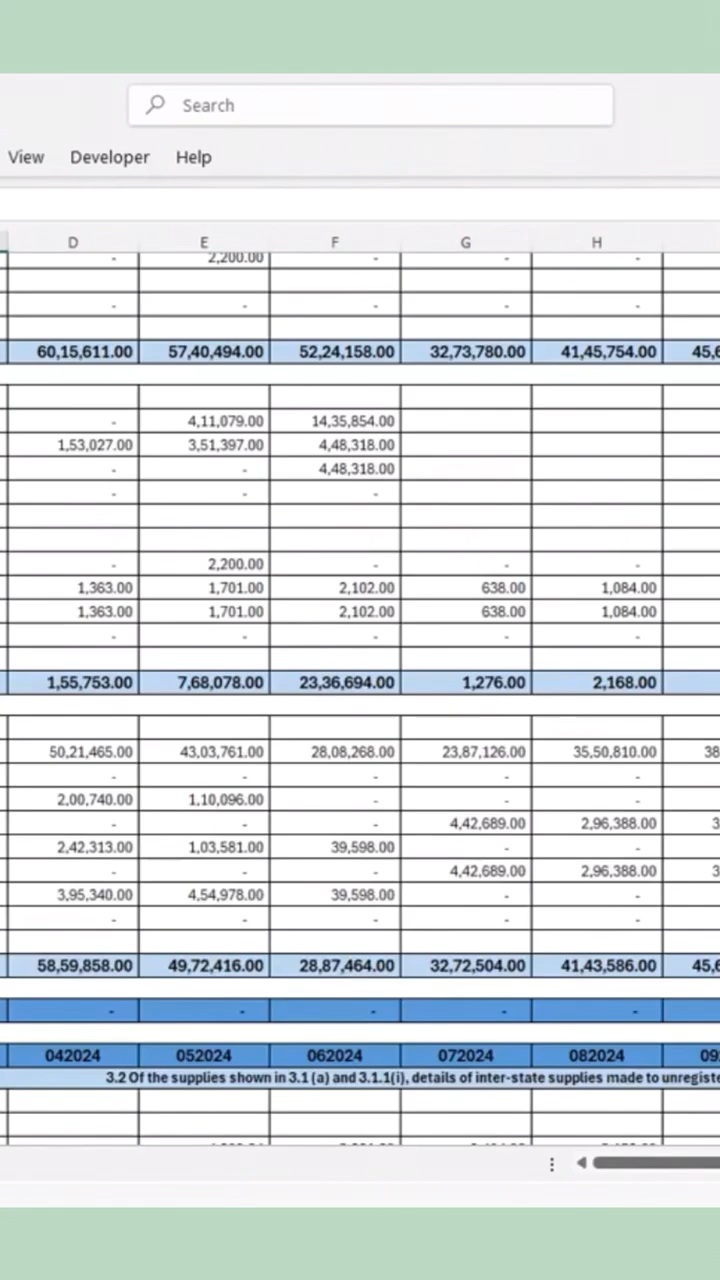 Search
View Developer Help
D E F G H
- 2,200.00 - - -
- - - - -
60,15,611.00 57,40,494.00 52,24,158.00 32,73,780.00 41,45,754.00 45,6
- 4,11,079.00 14,35,854.00
1,53,027.00 3,51,397.00 4,48,318.00
- - 4,48,318.00
- - -
- 2,200.00 - - -
1,363.00 1,701.00 2,102.00 638.00 1,084.00
1,363.00 1,701.00 2,102.00 638.00 1,084.00
- - - - -
1,55,753.00 7,68,078.00 23,36,694.00 1,276.00 2,168.00
50,21,465.00 43,03,761.00 28,08,268.00 23,87,126.00 35,50,810.00 38
- - - - -
2,00,740.00 1,10,096.00 - - -
- - - 4,42,689.00 2,96,388.00 3
2,42,313.00 1,03,581.00 39,598.00 - -
- - - 4,42,689.00 2,96,388.00 3
3,95,340.00 4,54,978.00 39,598.00 - -
- - - - -
58,59,858.00 49,72,416.00 28,87,464.00 32,72,504.00 41,43,586.00 45,6
- - - - -
042024 052024 062024 072024 082024 09
3.2 Of the supplies shown in 3.1 (a) and 3.1.1(i), details of inter-state supplies made to unregiste